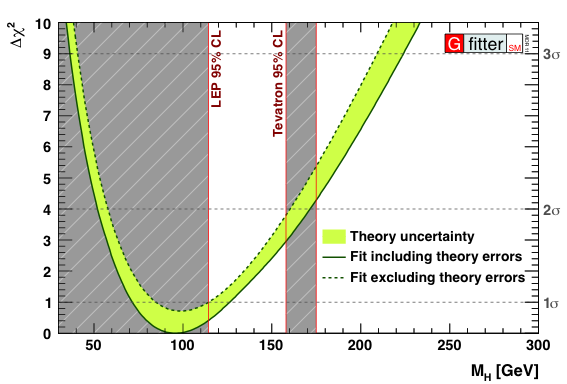 Δχ²
10
9
8
7
6
5
4
3
2
1
0
LEP 95% CL
Tevatron 95% CL
G fitter SM
3σ
2σ
1σ
Theory uncertainty
Fit including theory errors
Fit excluding theory errors
50
100
150
200
250
300
M_H [GeV]